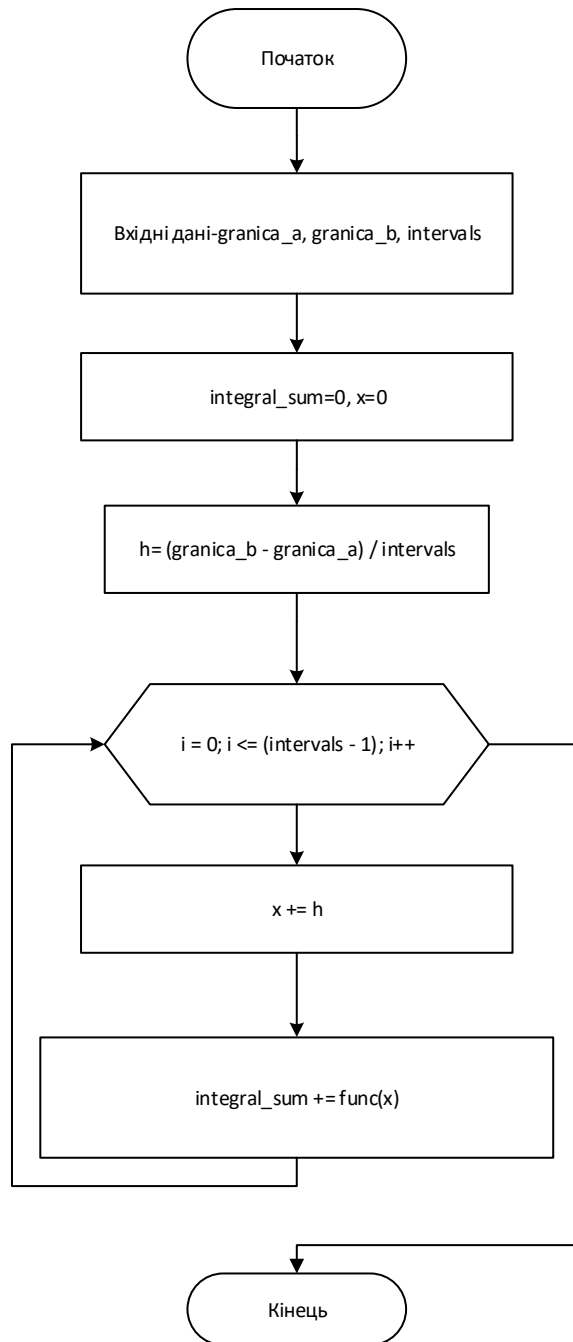 Початок
Вхідні дані-granica_a, granica_b, intervals
integral_sum=0, x=0
h= (granica_b - granica_a) / intervals
i = 0; i <= (intervals - 1); i++
x += h
integral_sum += func(x)
Кінець